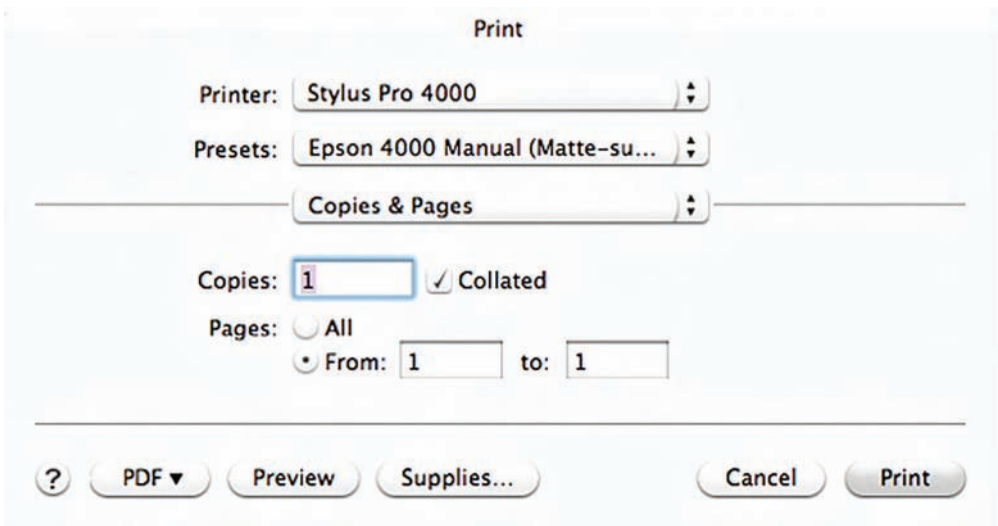 Print
Printer: Stylus Pro 4000
Presets: Epson 4000 Manual (Matte-su...
Copies & Pages
Copies: 1 ✓ Collated
Pages: All
From: 1 to: 1
? PDF ▼ Preview Supplies... Cancel Print